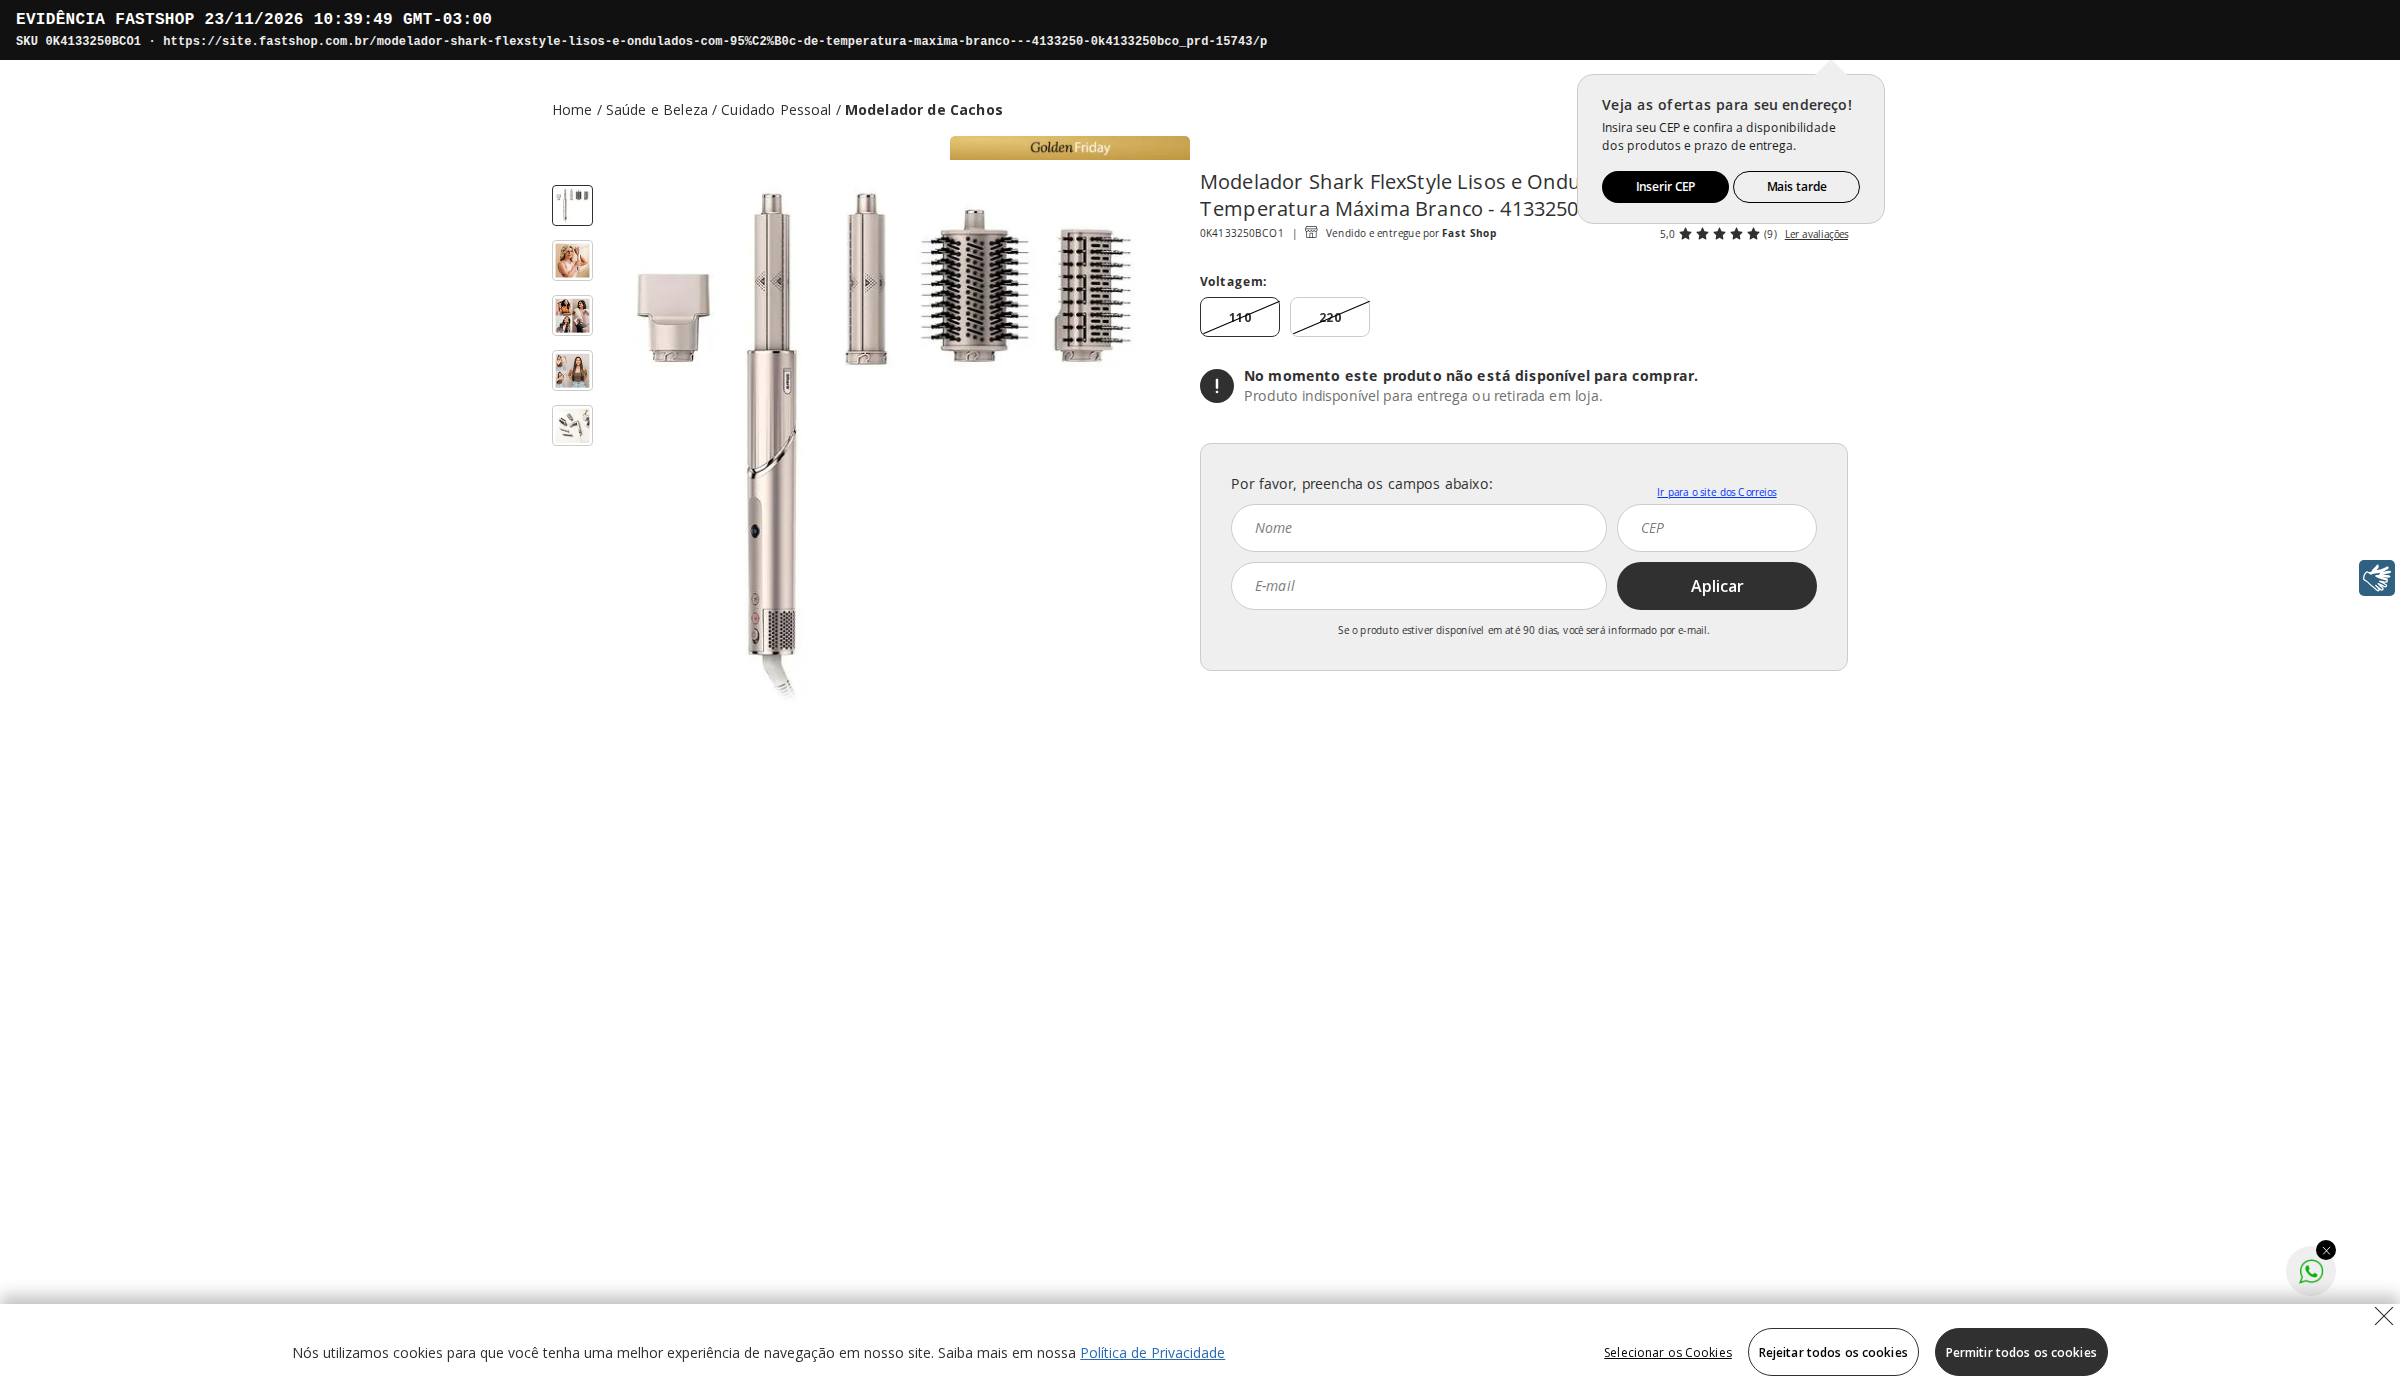 EVIDÊNCIA FASTSHOP 23/11/2026 10:39:49 GMT-03:00
SKU 0K4133250BCO1 · https://site.fastshop.com.br/modelador-shark-flexstyle-lisos-e-ondulados-com-95%C2%B0c-de-temperatura-maxima-branco---4133250-0k4133250bco_prd-15743/p
Home / Saúde e Beleza / Cuidado Pessoal / Modelador de Cachos
Veja as ofertas para seu endereço!
Insira seu CEP e confira a disponibilidade
dos produtos e prazo de entrega.
Inserir CEP
Mais tarde
Golden Friday
Modelador Shark FlexStyle Lisos e Ondu
Temperatura Máxima Branco - 4133250
0K4133250BCO1 | Vendido e entregue por Fast Shop
5,0 (9) Ler avaliações
Voltagem:
110
220
No momento este produto não está disponível para comprar.
Produto indisponível para entrega ou retirada em loja.
Por favor, preencha os campos abaixo:
Ir para o site dos Correios
Nome
CEP
E-mail
Aplicar
Se o produto estiver disponível em até 90 dias, você será informado por e-mail.
Nós utilizamos cookies para que você tenha uma melhor experiência de navegação em nosso site. Saiba mais em nossa Política de Privacidade
Selecionar os Cookies
Rejeitar todos os cookies
Permitir todos os cookies